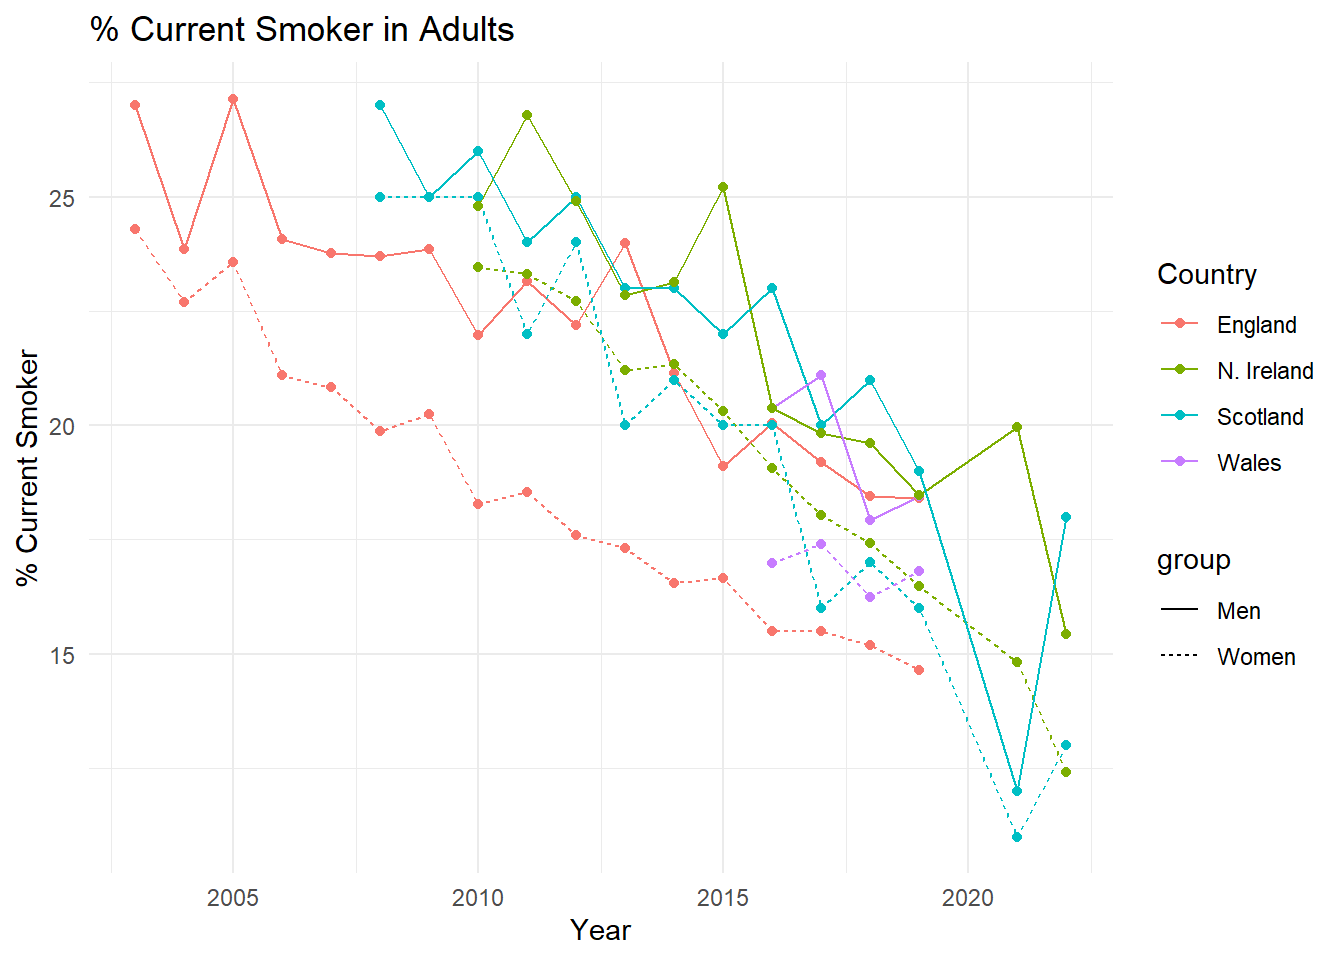 % Current Smoker in Adults
% Current Smoker
25
20
15
2005
2010
2015
2020
Year
Country
England
N. Ireland
Scotland
Wales
group
Men
Women